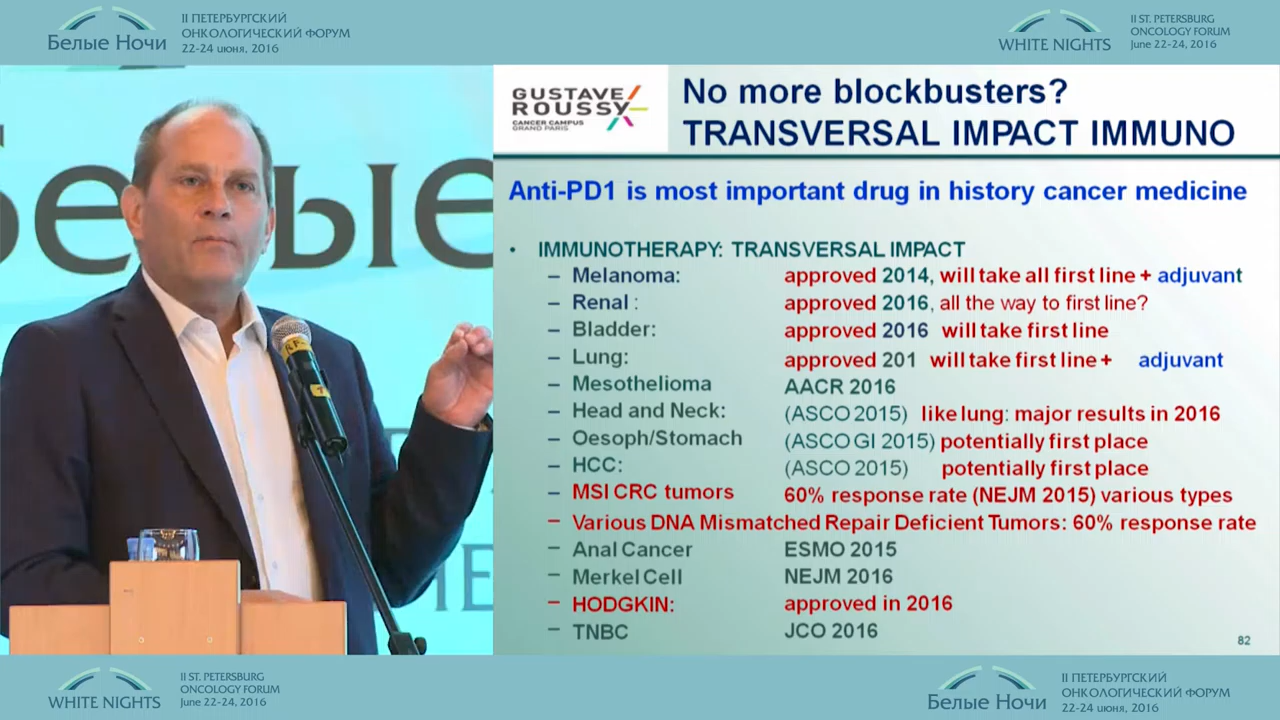 Белые Ночи
II ПЕТЕРБУРГСКИЙ
ОНКОЛОГИЧЕСКИЙ ФОРУМ
22-24 июня, 2016
WHITE NIGHTS
II ST. PETERSBURG
ONCOLOGY FORUM
June 22-24, 2016
белые
GUSTAVE
ROUSSY
CANCER CAMPUS
GRAND PARIS
No more blockbusters?
TRANSVERSAL IMPACT IMMUNO
Anti-PD1 is most important drug in history cancer medicine
• IMMUNOTHERAPY: TRANSVERSAL IMPACT
– Melanoma: approved 2014, will take all first line + adjuvant
– Renal : approved 2016, all the way to first line?
– Bladder: approved 2016 will take first line
– Lung: approved 201 will take first line + adjuvant
– Mesothelioma AACR 2016
– Head and Neck: (ASCO 2015) like lung: major results in 2016
– Oesoph/Stomach (ASCO GI 2015) potentially first place
– HCC: (ASCO 2015) potentially first place
– MSI CRC tumors 60% response rate (NEJM 2015) various types
– Various DNA Mismatched Repair Deficient Tumors: 60% response rate
– Anal Cancer ESMO 2015
– Merkel Cell NEJM 2016
– HODGKIN: approved in 2016
– TNBC JCO 2016
82
WHITE NIGHTS
II ST. PETERSBURG
ONCOLOGY FORUM
June 22-24, 2016
Белые Ночи
II ПЕТЕРБУРГСКИЙ
ОНКОЛОГИЧЕСКИЙ ФОРУМ
22-24 июня, 2016